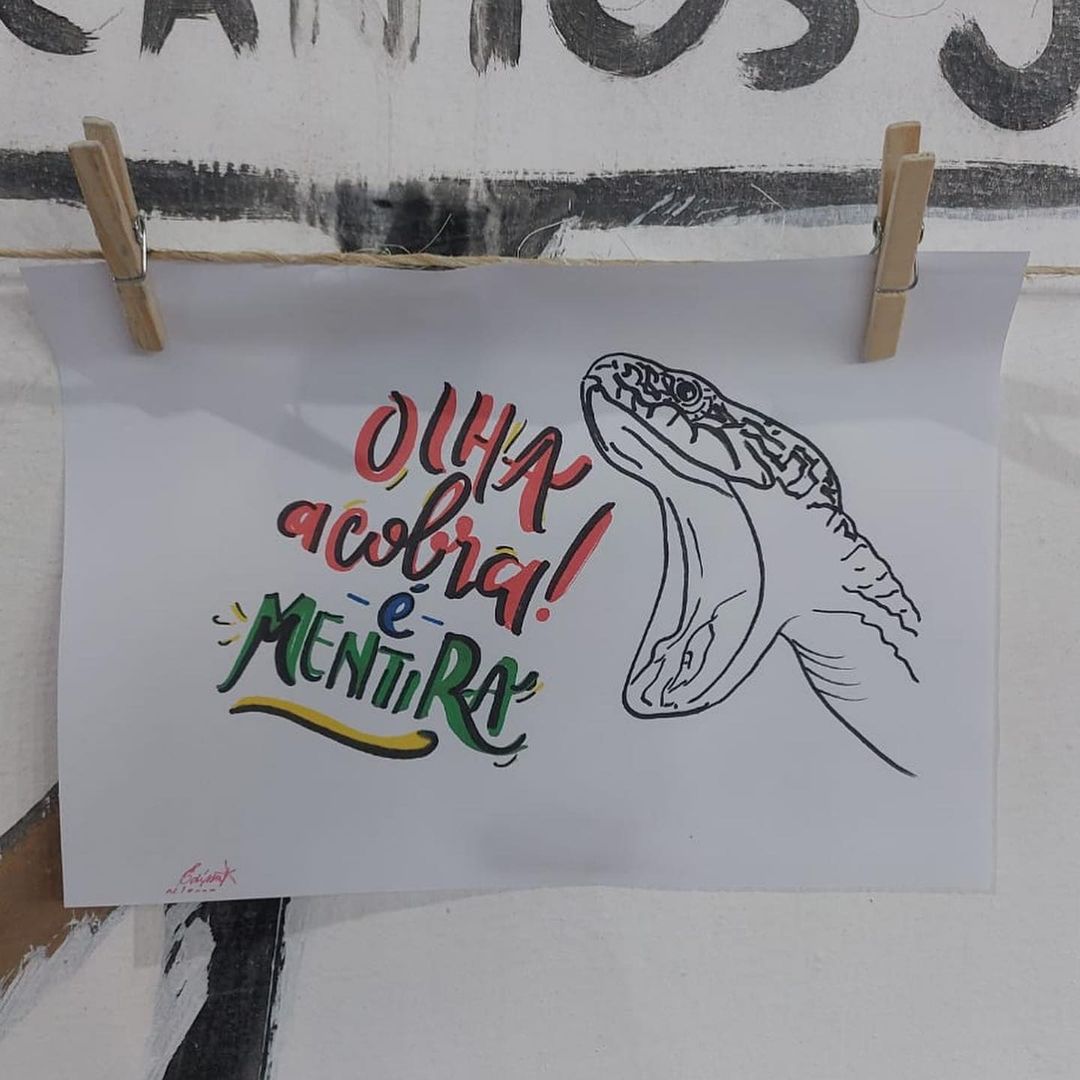 OlHA
a cobra!
é
MENTiRA